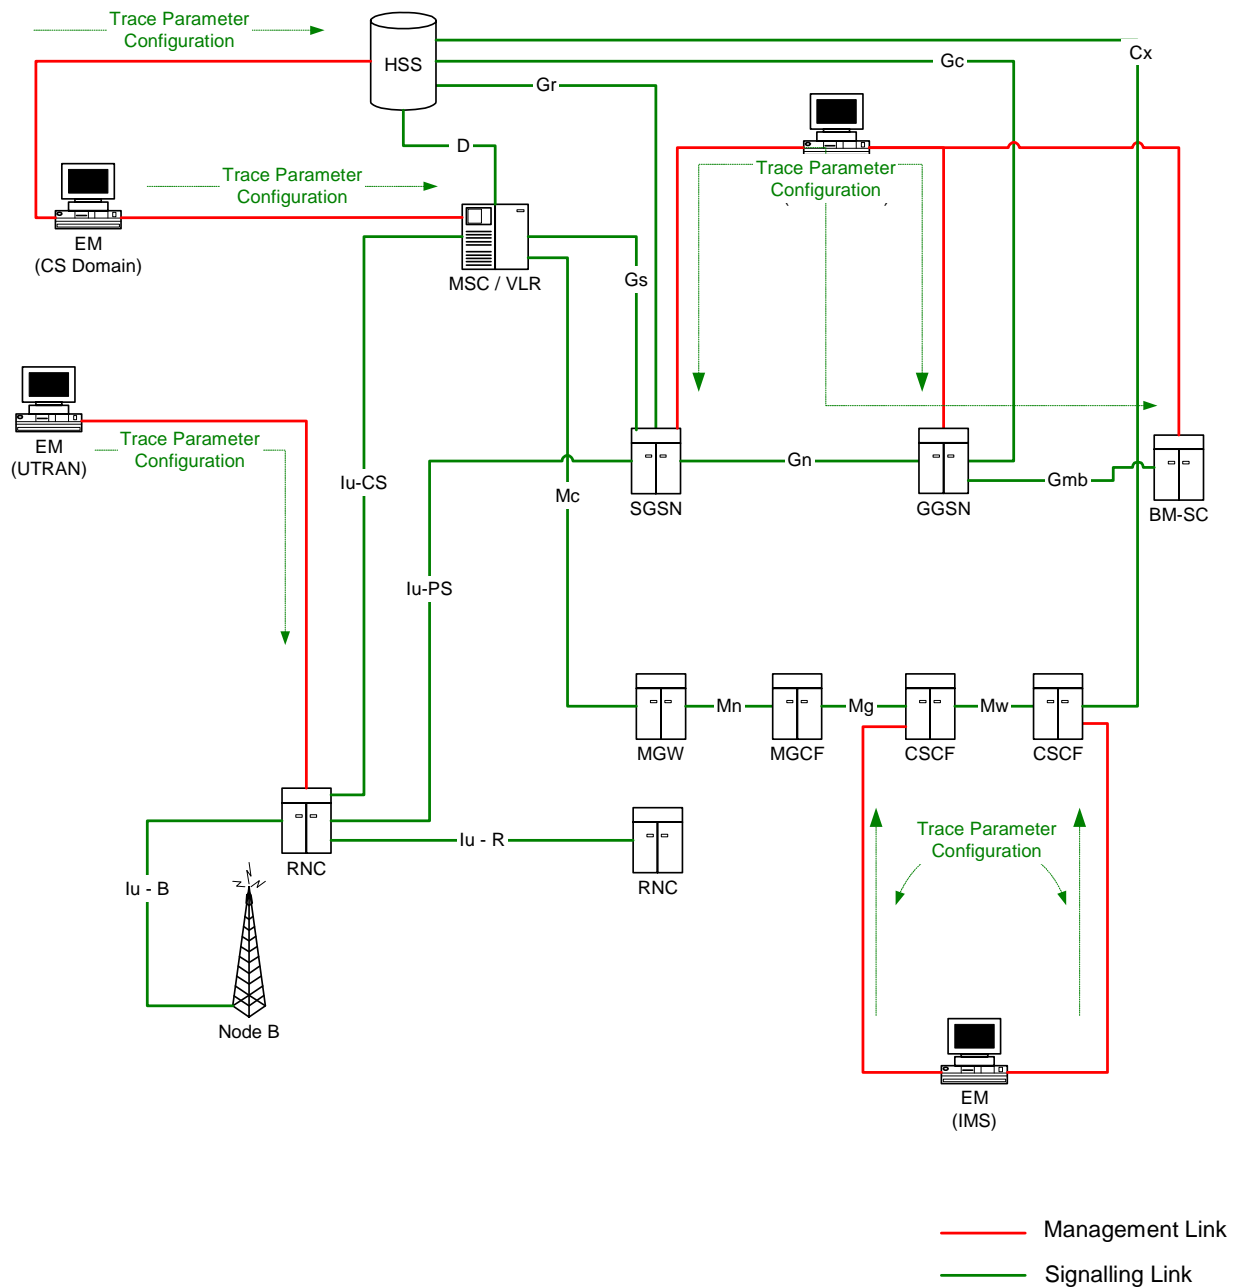 Trace Parameter
Configuration
HSS
Cx
Gc
Gr
D
Trace Parameter
Configuration
Trace Parameter
Configuration
EM
(CS Domain)
MSC / VLR
Gs
EM
(UTRAN)
Trace Parameter
Configuration
Iu-CS
Mc
Gn
Gmb
SGSN
GGSN
BM-SC
Iu-PS
Mn
Mg
Mw
MGW
MGCF
CSCF
CSCF
Iu - R
RNC
RNC
Trace Parameter
Configuration
Iu - B
Node B
EM
(IMS)
Management Link
Signalling Link